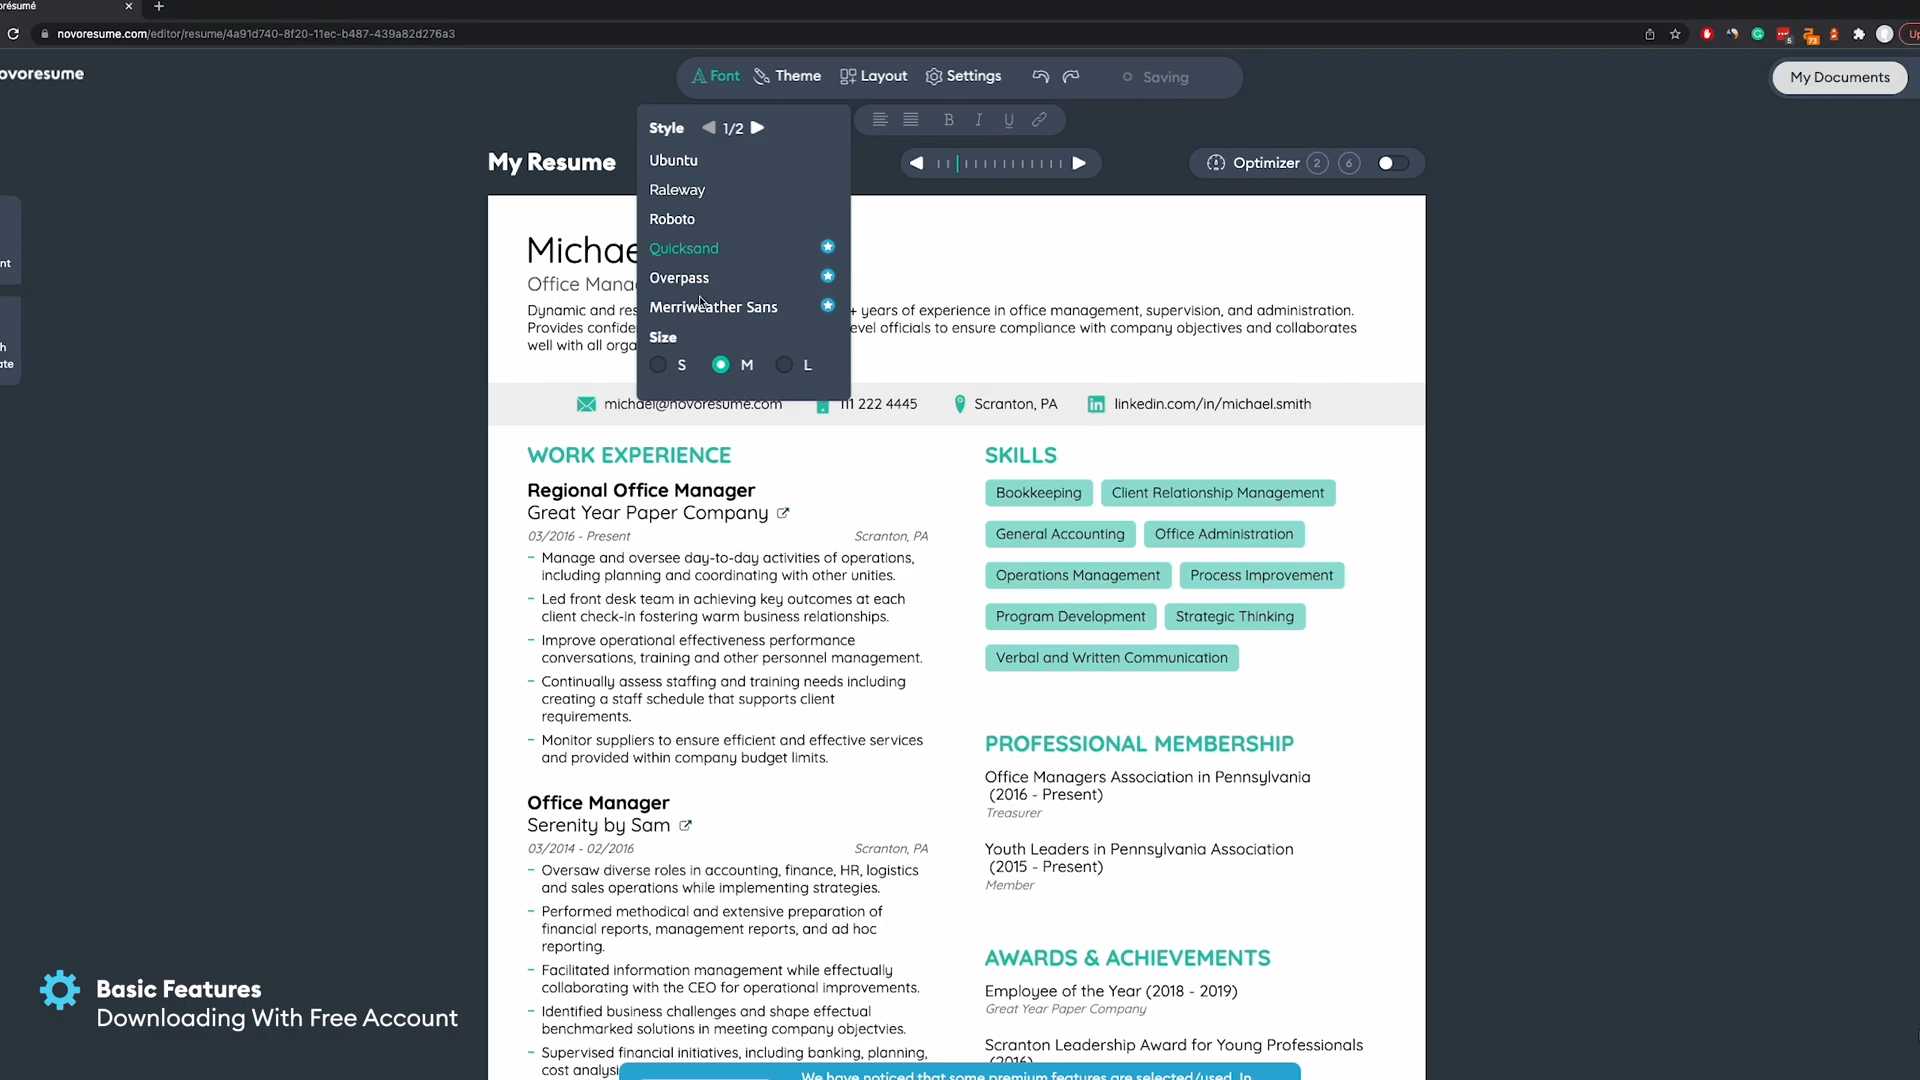 orésumé
novoresume.com/editor/resume/4a91d740-8f20-11ec-b487-439a82d276a3
ovoresume
Font
Theme
Layout
Settings
Saving
My Documents
Style
1/2
B
I
U
Ubuntu
Raleway
Roboto
Quicksand
Overpass
Merriweather Sans
Size
S
M
L
My Resume
Optimizer
2
6
nt
h
ate
Michae
Office Mana
Dynamic and res + years of experience in office management, supervision, and administration.
Provides confide evel officials to ensure compliance with company objectives and collaborates
well with all orga
michael@novoresume.com
111 222 4445
Scranton, PA
linkedin.com/in/michael.smith
WORK EXPERIENCE
Regional Office Manager
Great Year Paper Company
03/2016 - Present
Scranton, PA
- Manage and oversee day-to-day activities of operations,
including planning and coordinating with other unities.
- Led front desk team in achieving key outcomes at each
client check-in fostering warm business relationships.
- Improve operational effectiveness performance
conversations, training and other personnel management.
- Continually assess staffing and training needs including
creating a staff schedule that supports client
requirements.
- Monitor suppliers to ensure efficient and effective services
and provided within company budget limits.
Office Manager
Serenity by Sam
03/2014 - 02/2016
Scranton, PA
- Oversaw diverse roles in accounting, finance, HR, logistics
and sales operations while implementing strategies.
- Performed methodical and extensive preparation of
financial reports, management reports, and ad hoc
reporting.
- Facilitated information management while effectually
collaborating with the CEO for operational improvements.
- Identified business challenges and shape effectual
benchmarked solutions in meeting company objectvies.
- Supervised financial initiatives, including banking, planning,
cost analysi
SKILLS
Bookkeeping
Client Relationship Management
General Accounting
Office Administration
Operations Management
Process Improvement
Program Development
Strategic Thinking
Verbal and Written Communication
PROFESSIONAL MEMBERSHIP
Office Managers Association in Pennsylvania
(2016 - Present)
Treasurer
Youth Leaders in Pennsylvania Association
(2015 - Present)
Member
AWARDS & ACHIEVEMENTS
Employee of the Year (2018 - 2019)
Great Year Paper Company
Scranton Leadership Award for Young Professionals
(2016)
We have noticed that some premium features are selected/used. In
Basic Features
Downloading With Free Account